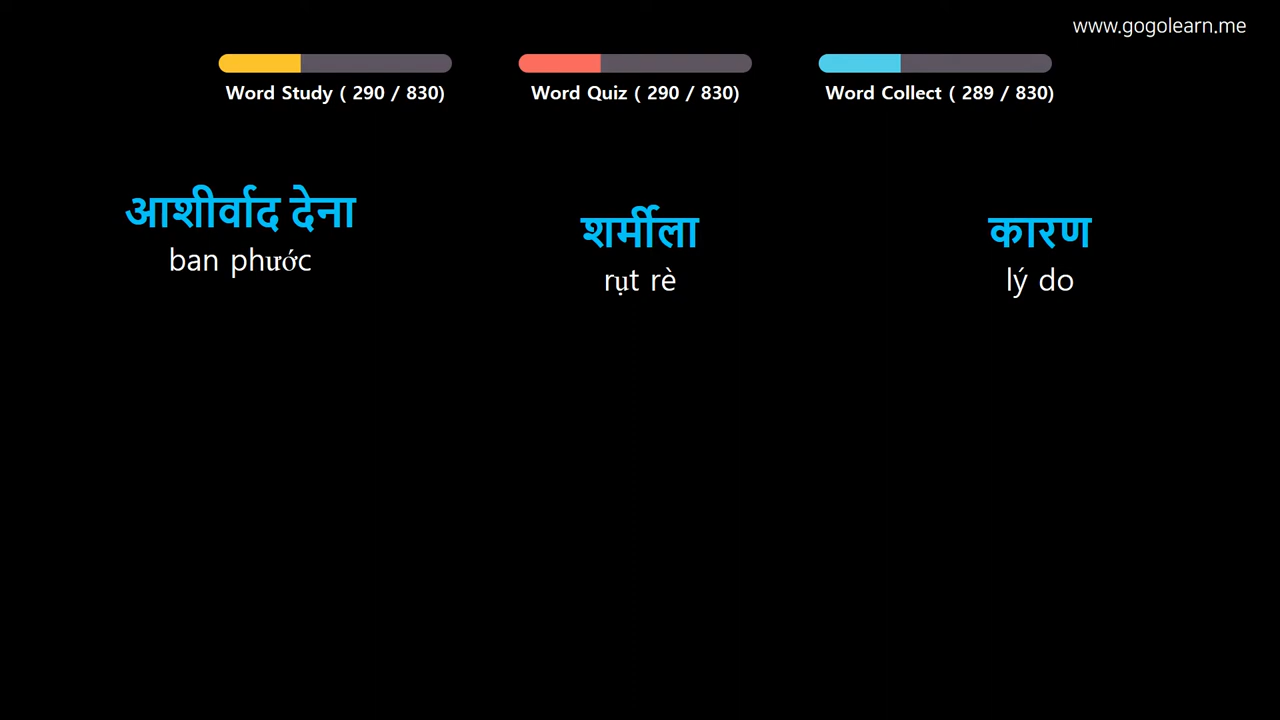 www.gogolearn.me
Word Study ( 290 / 830)
Word Quiz ( 290 / 830)
Word Collect ( 289 / 830)
आशीर्वाद देना
ban phước
शर्मीला
rụt rè
कारण
lý do